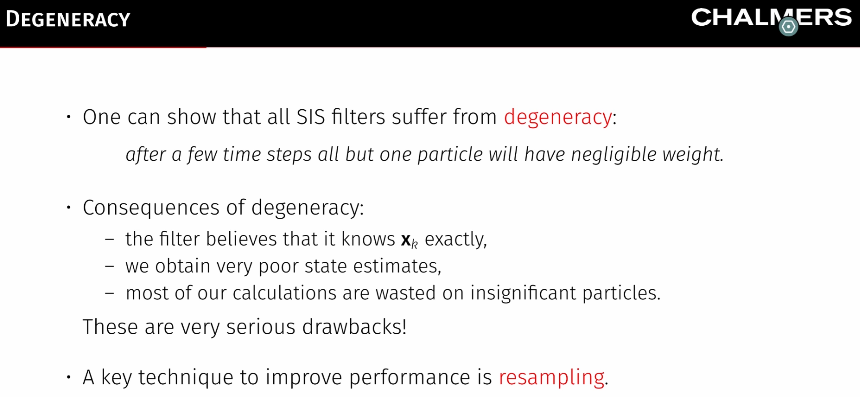 DEGENERACY
CHALMERS
· One can show that all SIS filters suffer from degeneracy:
after a few time steps all but one particle will have negligible weight.
· Consequences of degeneracy:
– the filter believes that it knows xₖ exactly,
– we obtain very poor state estimates,
– most of our calculations are wasted on insignificant particles.
These are very serious drawbacks!
· A key technique to improve performance is resampling.